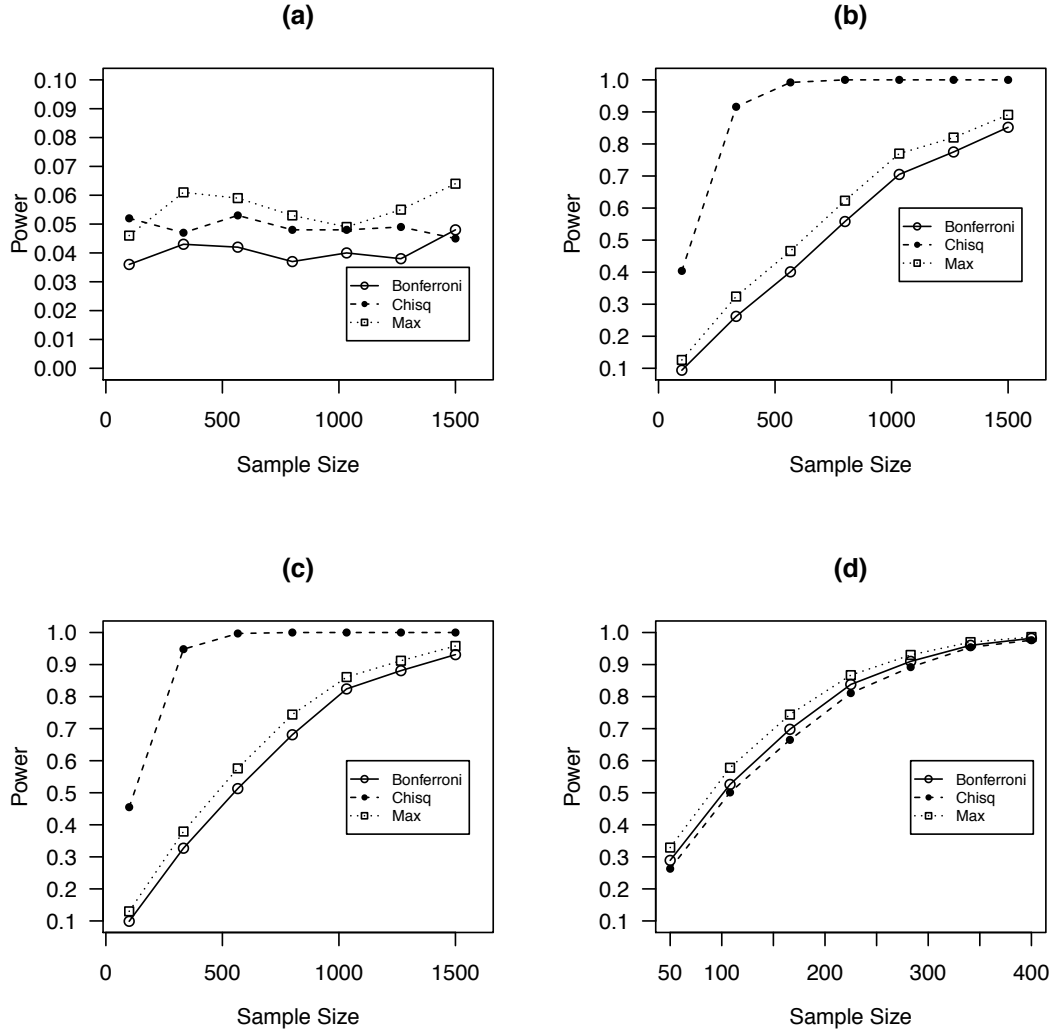 (a)
0.10
0.09
0.08
0.07
0.06
0.05
0.04
0.03
0.02
0.01
0.00
Power
Bonferroni
Chisq
Max
0 500 1000 1500
Sample Size
(b)
1.0
0.9
0.8
0.7
0.6
0.5
0.4
0.3
0.2
0.1
Power
Bonferroni
Chisq
Max
0 500 1000 1500
Sample Size
(c)
1.0
0.9
0.8
0.7
0.6
0.5
0.4
0.3
0.2
0.1
Power
Bonferroni
Chisq
Max
0 500 1000 1500
Sample Size
(d)
1.0
0.9
0.8
0.7
0.6
0.5
0.4
0.3
0.2
0.1
Power
Bonferroni
Chisq
Max
50 100 200 300 400
Sample Size